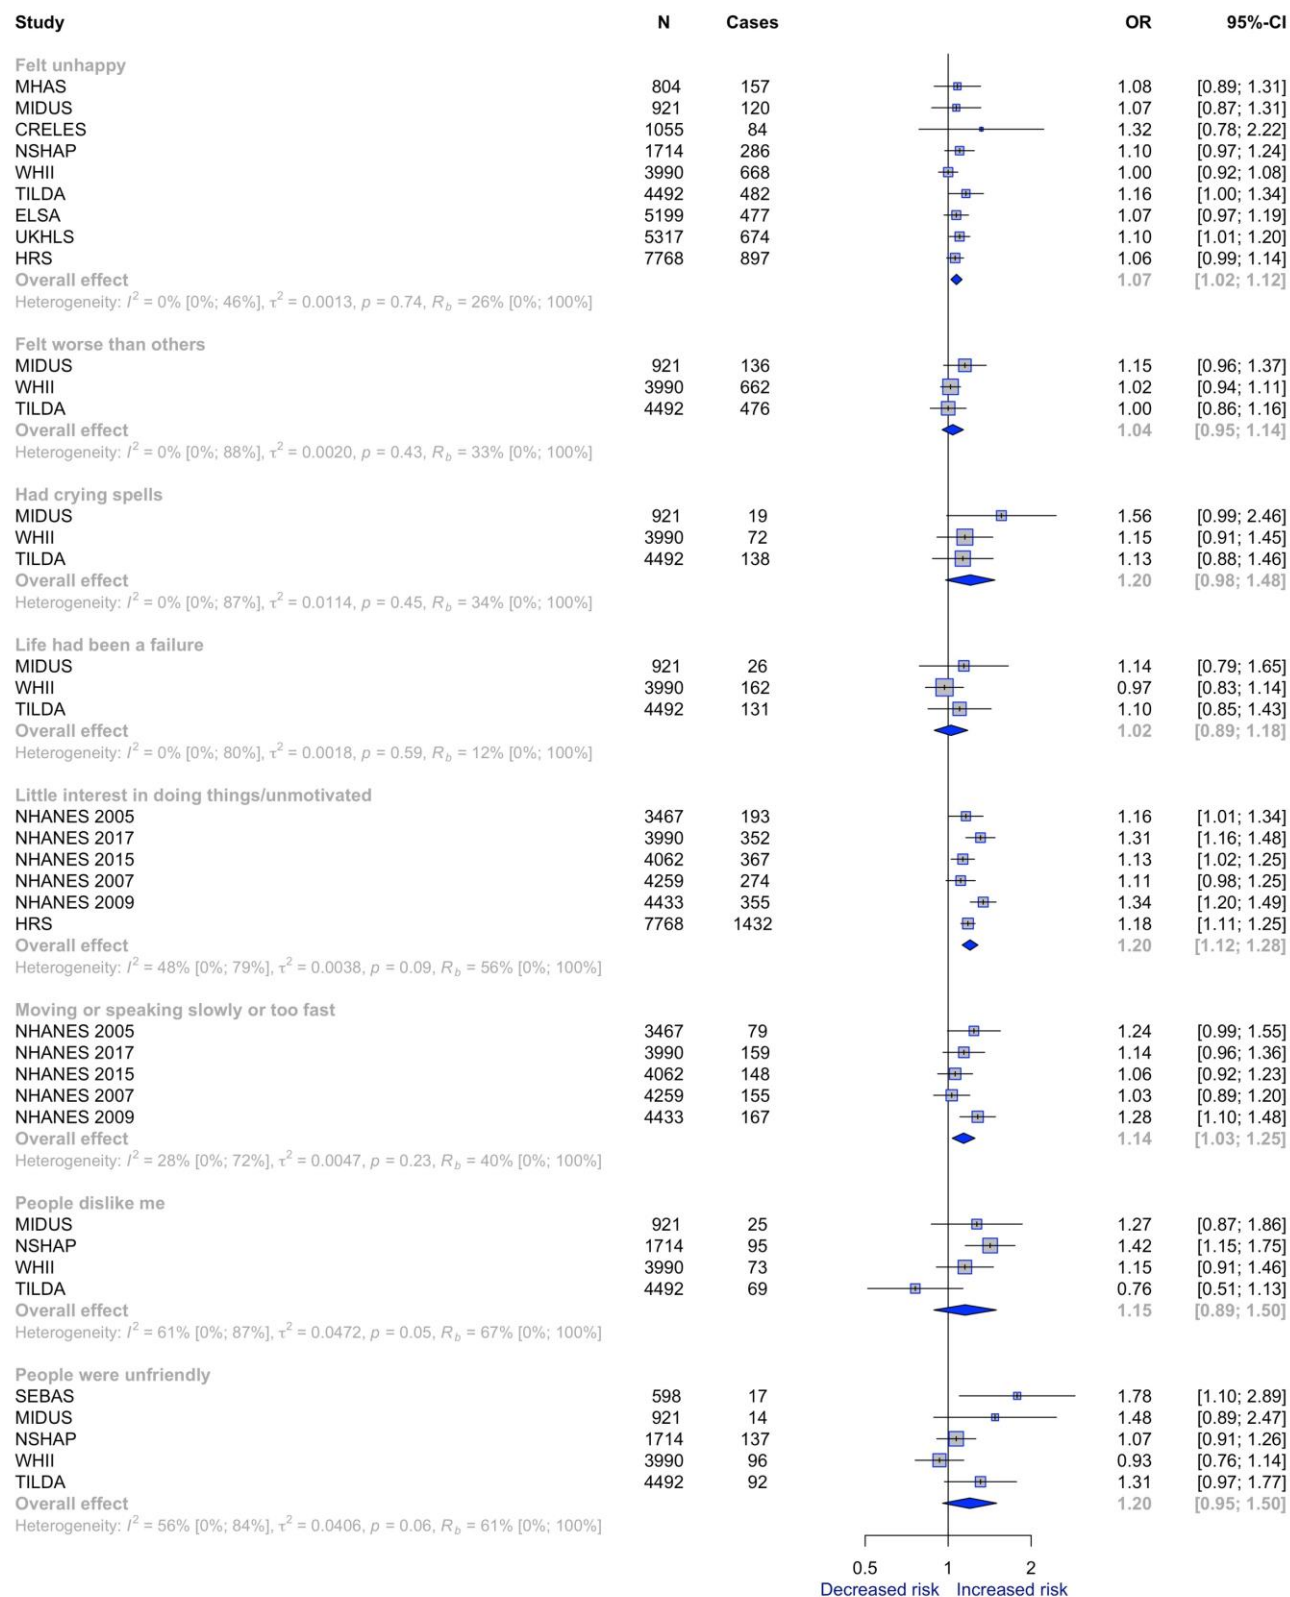 Study N Cases OR 95%-CI
Felt unhappy
MHAS 804 157 1.08 [0.89; 1.31]
MIDUS 921 120 1.07 [0.87; 1.31]
CRELES 1055 84 1.32 [0.78; 2.22]
NSHAP 1714 286 1.10 [0.97; 1.24]
WHII 3990 668 1.00 [0.92; 1.08]
TILDA 4492 482 1.16 [1.00; 1.34]
ELSA 5199 477 1.07 [0.97; 1.19]
UKHLS 5317 674 1.10 [1.01; 1.20]
HRS 7768 897 1.06 [0.99; 1.14]
Overall effect 1.07 [1.02; 1.12]
Heterogeneity: I² = 0% [0%; 46%], τ² = 0.0013, p = 0.74, R_b = 26% [0%; 100%]
Felt worse than others
MIDUS 921 136 1.15 [0.96; 1.37]
WHII 3990 662 1.02 [0.94; 1.11]
TILDA 4492 476 1.00 [0.86; 1.16]
Overall effect 1.04 [0.95; 1.14]
Heterogeneity: I² = 0% [0%; 88%], τ² = 0.0020, p = 0.43, R_b = 33% [0%; 100%]
Had crying spells
MIDUS 921 19 1.56 [0.99; 2.46]
WHII 3990 72 1.15 [0.91; 1.45]
TILDA 4492 138 1.13 [0.88; 1.46]
Overall effect 1.20 [0.98; 1.48]
Heterogeneity: I² = 0% [0%; 87%], τ² = 0.0114, p = 0.45, R_b = 34% [0%; 100%]
Life had been a failure
MIDUS 921 26 1.14 [0.79; 1.65]
WHII 3990 162 0.97 [0.83; 1.14]
TILDA 4492 131 1.10 [0.85; 1.43]
Overall effect 1.02 [0.89; 1.18]
Heterogeneity: I² = 0% [0%; 80%], τ² = 0.0018, p = 0.59, R_b = 12% [0%; 100%]
Little interest in doing things/unmotivated
NHANES 2005 3467 193 1.16 [1.01; 1.34]
NHANES 2017 3990 352 1.31 [1.16; 1.48]
NHANES 2015 4062 367 1.13 [1.02; 1.25]
NHANES 2007 4259 274 1.11 [0.98; 1.25]
NHANES 2009 4433 355 1.34 [1.20; 1.49]
HRS 7768 1432 1.18 [1.11; 1.25]
Overall effect 1.20 [1.12; 1.28]
Heterogeneity: I² = 48% [0%; 79%], τ² = 0.0038, p = 0.09, R_b = 56% [0%; 100%]
Moving or speaking slowly or too fast
NHANES 2005 3467 79 1.24 [0.99; 1.55]
NHANES 2017 3990 159 1.14 [0.96; 1.36]
NHANES 2015 4062 148 1.06 [0.92; 1.23]
NHANES 2007 4259 155 1.03 [0.89; 1.20]
NHANES 2009 4433 167 1.28 [1.10; 1.48]
Overall effect 1.14 [1.03; 1.25]
Heterogeneity: I² = 28% [0%; 72%], τ² = 0.0047, p = 0.23, R_b = 40% [0%; 100%]
People dislike me
MIDUS 921 25 1.27 [0.87; 1.86]
NSHAP 1714 95 1.42 [1.15; 1.75]
WHII 3990 73 1.15 [0.91; 1.46]
TILDA 4492 69 0.76 [0.51; 1.13]
Overall effect 1.15 [0.89; 1.50]
Heterogeneity: I² = 61% [0%; 87%], τ² = 0.0472, p = 0.05, R_b = 67% [0%; 100%]
People were unfriendly
SEBAS 598 17 1.78 [1.10; 2.89]
MIDUS 921 14 1.48 [0.89; 2.47]
NSHAP 1714 137 1.07 [0.91; 1.26]
WHII 3990 96 0.93 [0.76; 1.14]
TILDA 4492 92 1.31 [0.97; 1.77]
Overall effect 1.20 [0.95; 1.50]
Heterogeneity: I² = 56% [0%; 84%], τ² = 0.0406, p = 0.06, R_b = 61% [0%; 100%]
0.5 1 2
Decreased risk Increased risk